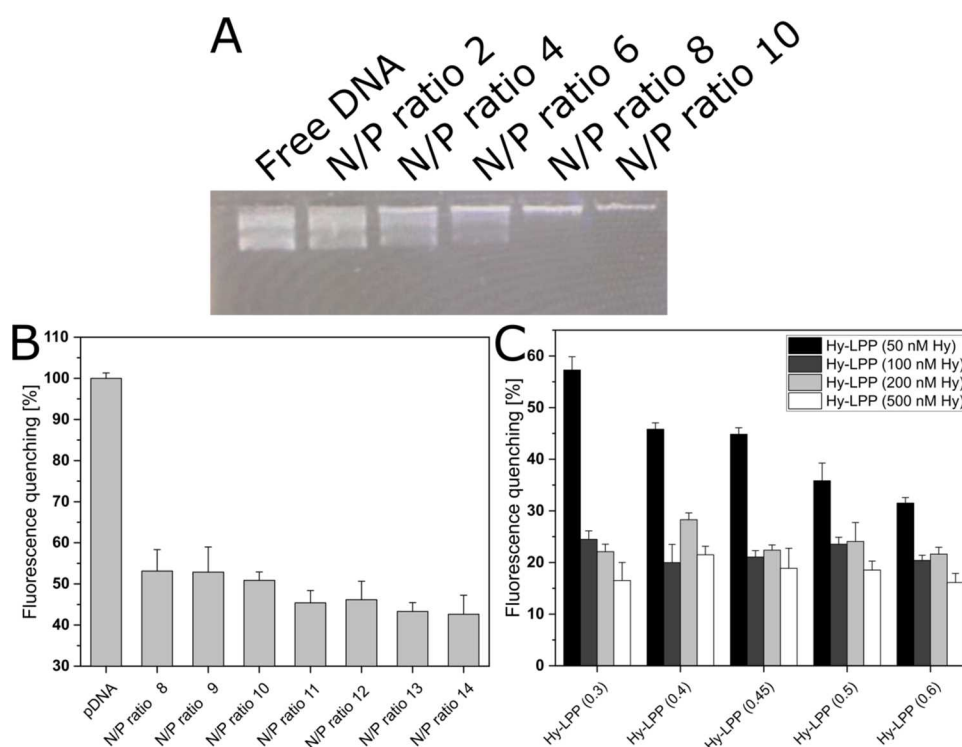 A
Free DNA
N/P ratio 2
N/P ratio 4
N/P ratio 6
N/P ratio 8
N/P ratio 10
B
Fluorescence quenching [%]
110
100
90
80
70
60
50
40
30
pDNA
N/P ratio 8
N/P ratio 9
N/P ratio 10
N/P ratio 11
N/P ratio 12
N/P ratio 13
N/P ratio 14
C
Fluorescence quenching [%]
60
50
40
30
20
10
0
Hy-LPP (50 nM Hy)
Hy-LPP (100 nM Hy)
Hy-LPP (200 nM Hy)
Hy-LPP (500 nM Hy)
Hy-LPP (0.3)
Hy-LPP (0.4)
Hy-LPP (0.45)
Hy-LPP (0.5)
Hy-LPP (0.6)